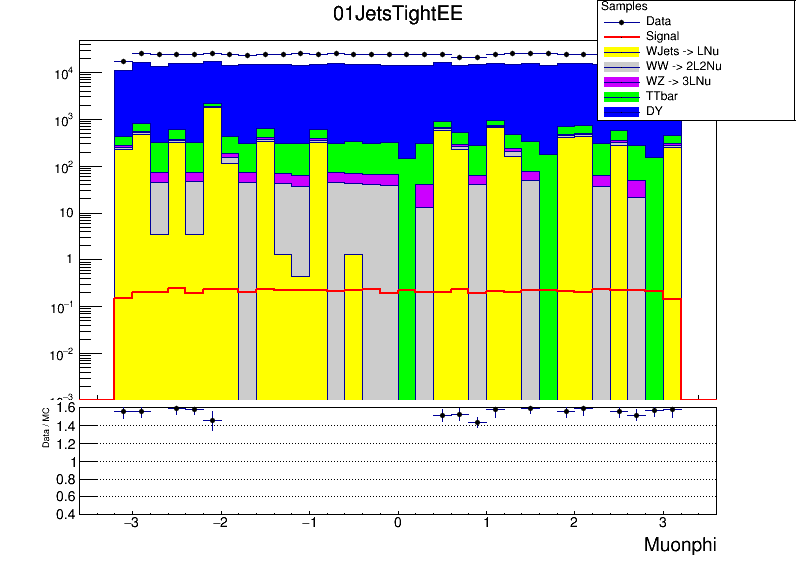 01JetsTightEE
Samples
Data
Signal
WJets -> LNu
WW -> 2L2Nu
WZ -> 3LNu
TTbar
DY
10^4
10^3
10^2
10
1
10^-1
10^-2
10^-3
Data / MC
1.6
1.4
1.2
1
0.8
0.6
0.4
−3 −2 −1 0 1 2 3
Muonphi